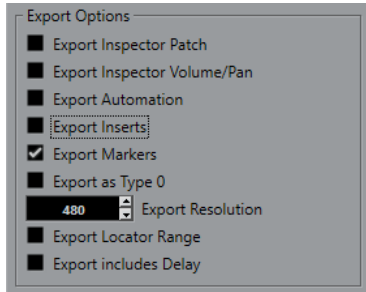 Export Options
Export Inspector Patch
Export Inspector Volume/Pan
Export Automation
Export Inserts
Export Markers
Export as Type 0
480 Export Resolution
Export Locator Range
Export includes Delay